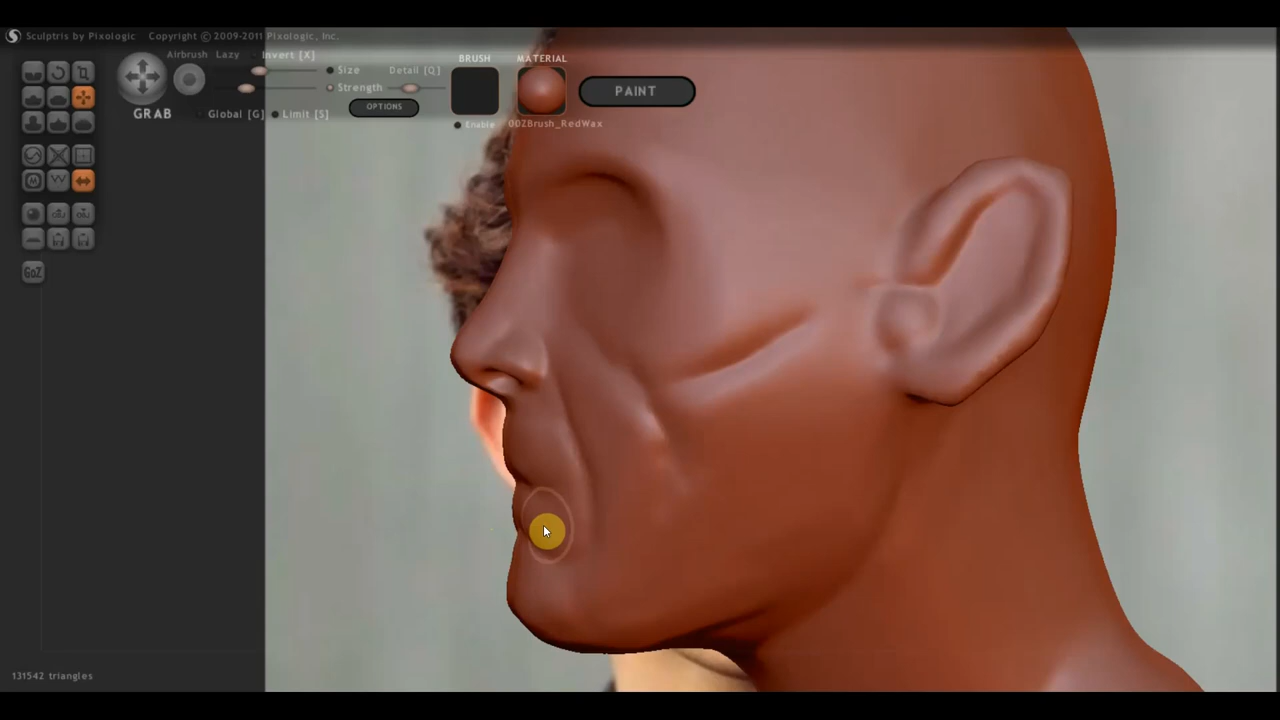 Sculptris by Pixologic Copyright © 2009-2011 Pixologic, Inc.
Airbrush Lazy Invert [X]
Size Detail [Q]
Strength
OPTIONS
GRAB
Global [G] Limit [S]
BRUSH
Enable
MATERIAL
00ZBrush_RedWax
PAINT
GoZ
131542 triangles